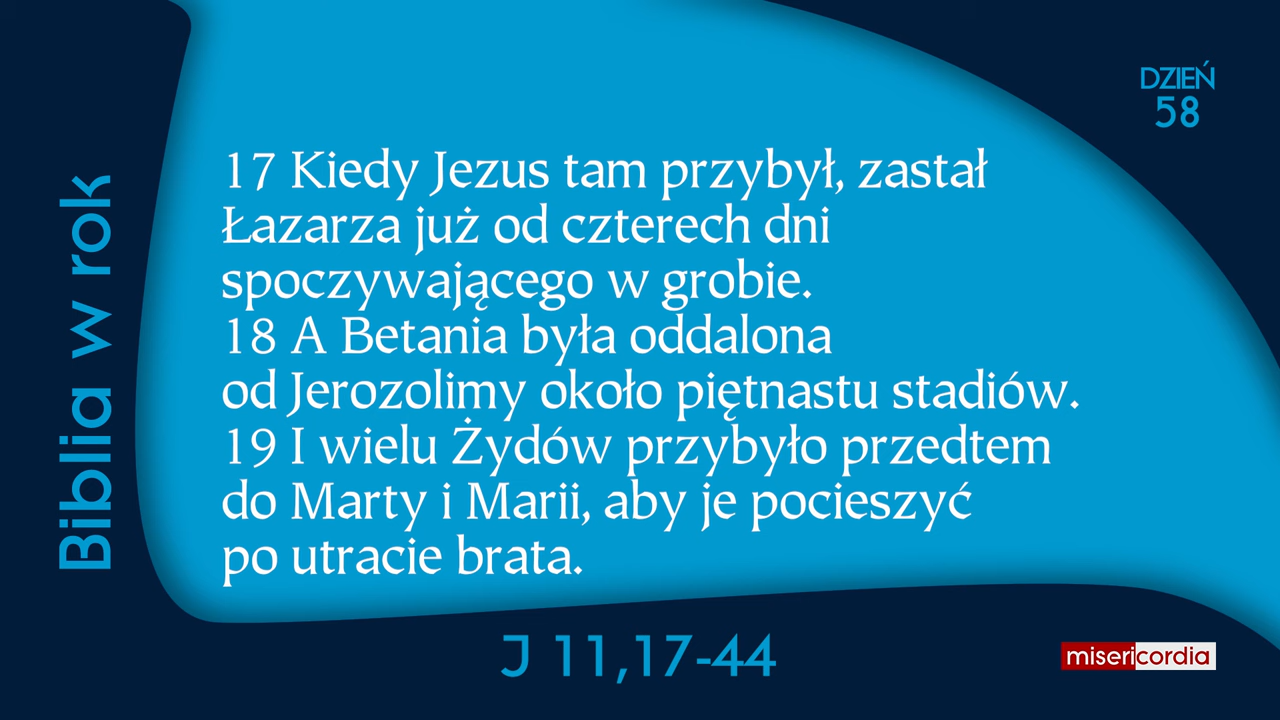 DZIEŃ
58
Biblia w rok
17 Kiedy Jezus tam przybył, zastał
Łazarza już od czterech dni
spoczywającego w grobie.
18 A Betania była oddalona
od Jerozolimy około piętnastu stadiów.
19 I wielu Żydów przybyło przedtem
do Marty i Marii, aby je pocieszyć
po utracie brata.
J 11,17-44
misericordia